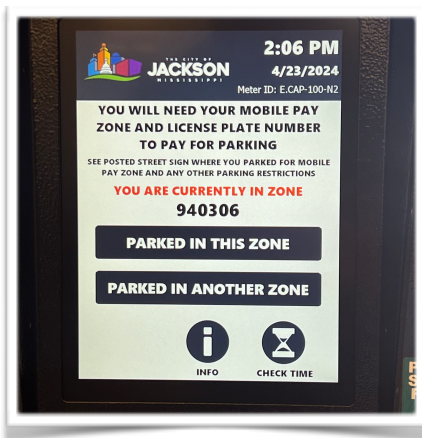 THE CITY OF
JACKSON
MISSISSIPPI
2:06 PM
4/23/2024
Meter ID: E.CAP-100-N2
YOU WILL NEED YOUR MOBILE PAY
ZONE AND LICENSE PLATE NUMBER
TO PAY FOR PARKING
SEE POSTED STREET SIGN WHERE YOU PARKED FOR MOBILE
PAY ZONE AND ANY OTHER PARKING RESTRICTIONS
YOU ARE CURRENTLY IN ZONE
940306
PARKED IN THIS ZONE
PARKED IN ANOTHER ZONE
INFO
CHECK TIME